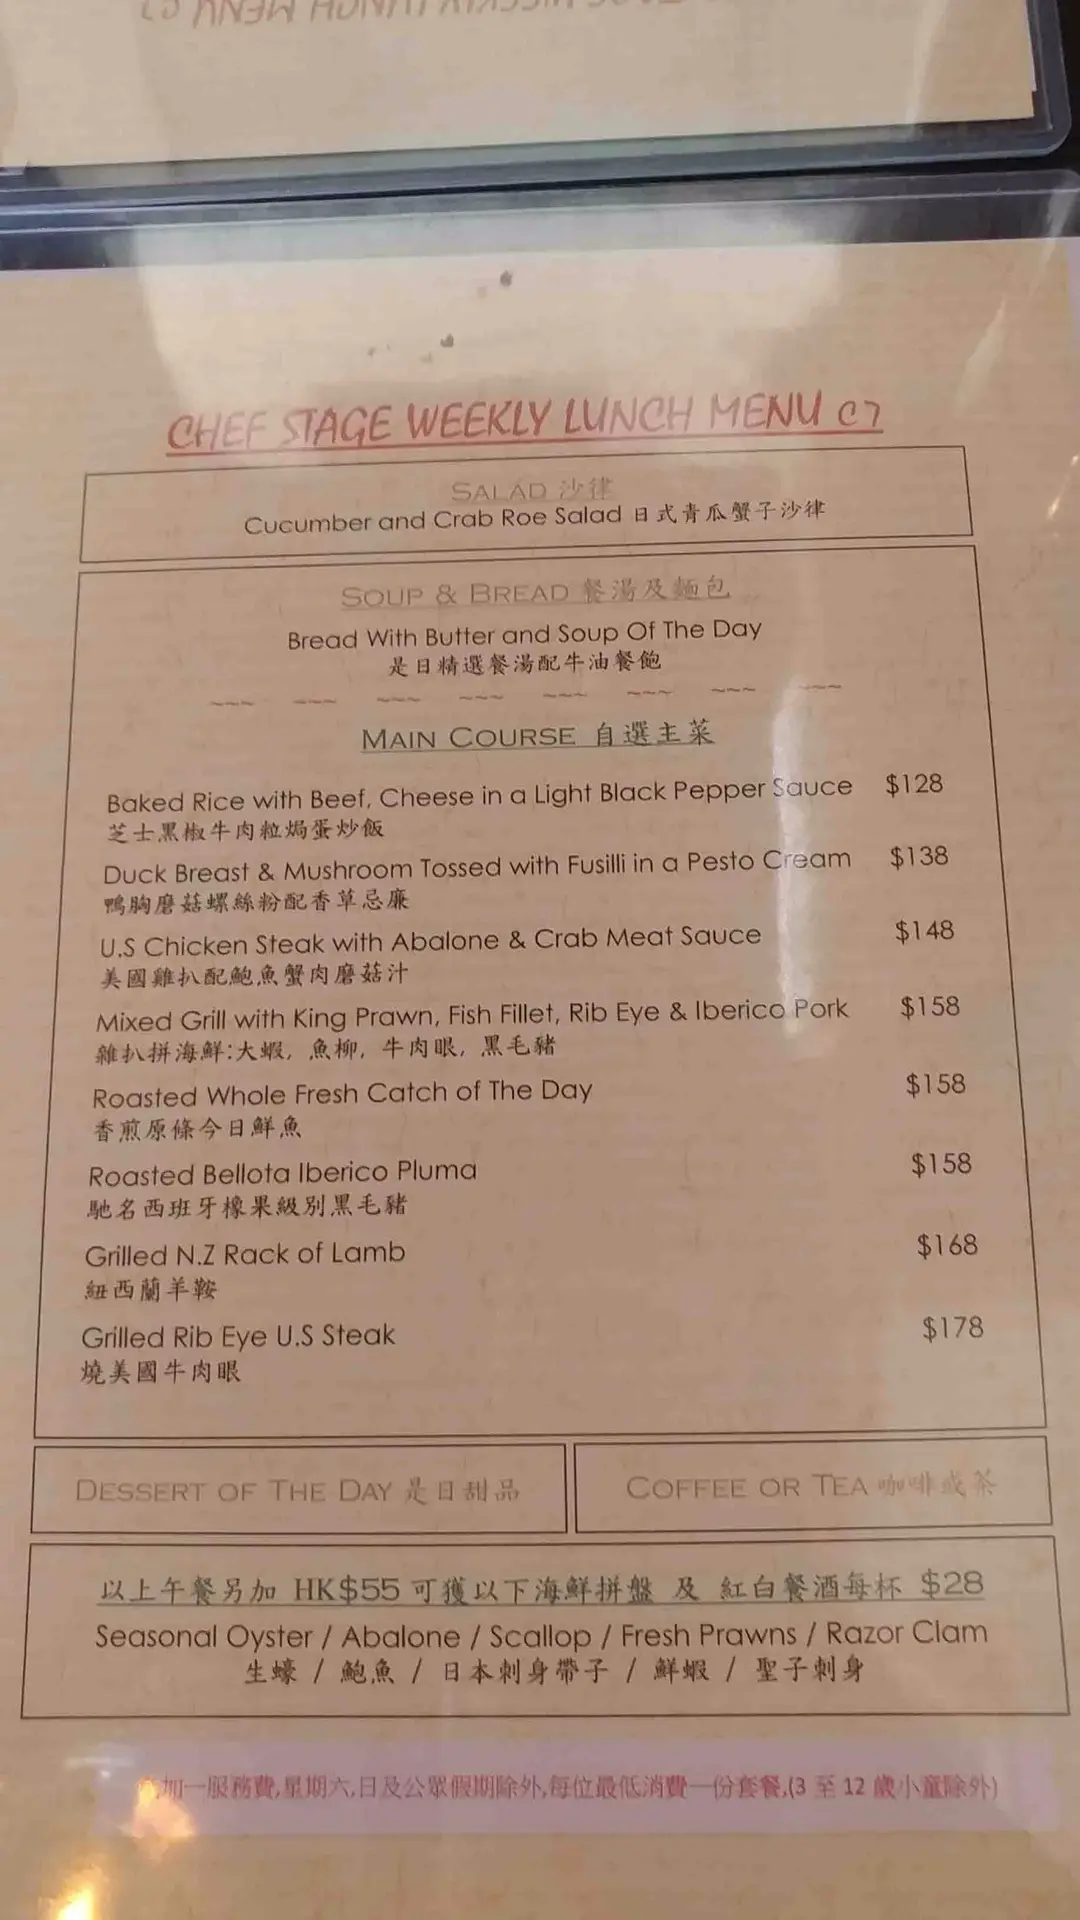 CHEF STAGE WEEKLY LUNCH MENU C7
SALAD 沙律
Cucumber and Crab Roe Salad 日式青瓜蟹子沙律
SOUP & BREAD 餐湯及麵包
Bread With Butter and Soup Of The Day
是日精選餐湯配牛油餐飽
~~~ ~~~ ~~~ ~~~ ~~~ ~~~ ~~~ ~~~
MAIN COURSE 自選主菜
Baked Rice with Beef, Cheese in a Light Black Pepper Sauce $128
芝士黑椒牛肉粒焗蛋炒飯
Duck Breast & Mushroom Tossed with Fusilli in a Pesto Cream $138
鴨胸磨菇螺絲粉配香草忌廉
U.S Chicken Steak with Abalone & Crab Meat Sauce $148
美國雞扒配鮑魚蟹肉磨菇汁
Mixed Grill with King Prawn, Fish Fillet, Rib Eye & Iberico Pork $158
雜扒拼海鮮:大蝦, 魚柳, 牛肉眼, 黑毛豬
Roasted Whole Fresh Catch of The Day $158
香煎原條今日鮮魚
Roasted Bellota Iberico Pluma $158
馳名西班牙橡果級別黑毛豬
Grilled N.Z Rack of Lamb $168
紐西蘭羊鞍
Grilled Rib Eye U.S Steak $178
燒美國牛肉眼
DESSERT OF THE DAY 是日甜品 COFFEE OR TEA 咖啡或茶
以上午餐另加 HK$55 可獲以下海鮮拼盤 及 紅白餐酒每杯 $28
Seasonal Oyster / Abalone / Scallop / Fresh Prawns / Razor Clam
生蠔 / 鮑魚 / 日本刺身帶子 / 鮮蝦 / 聖子刺身
加一服務費,星期六,日及公眾假期除外,每位最低消費一份套餐,(3 至 12 歲小童除外)